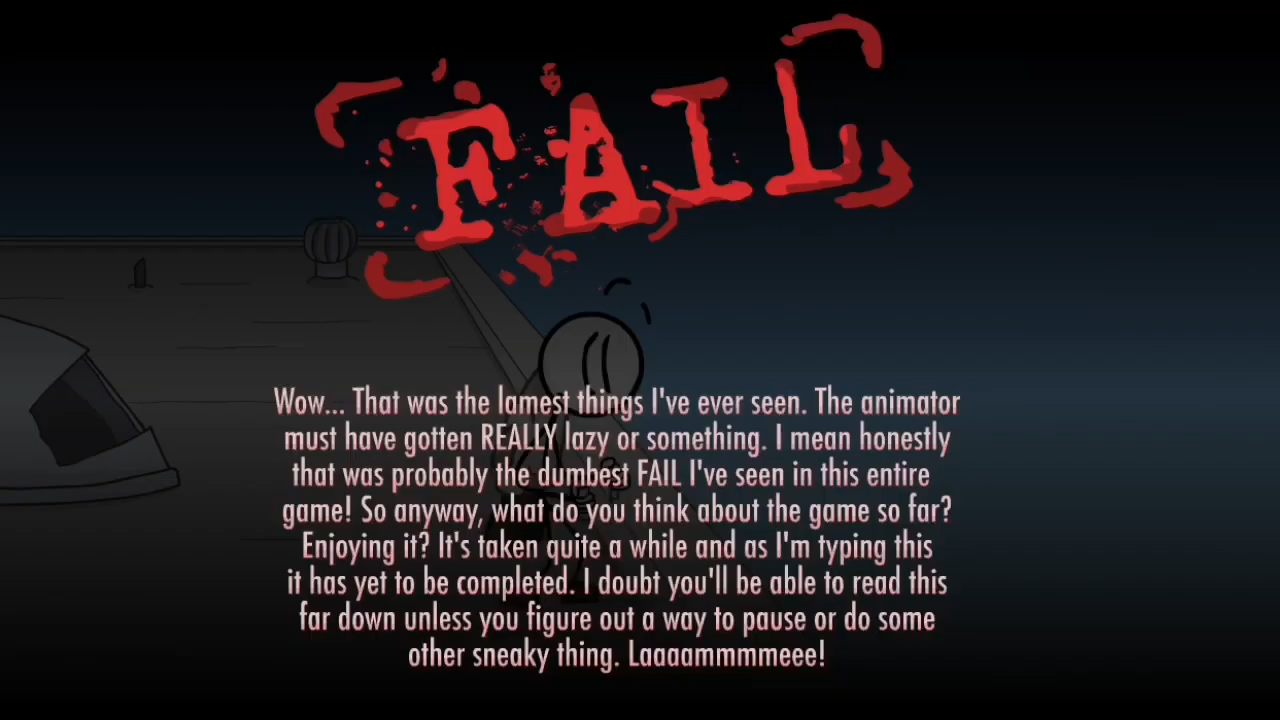 FAIL
Wow... That was the lamest things I've ever seen. The animator
must have gotten REALLY lazy or something. I mean honestly
that was probably the dumbest FAIL I've seen in this entire
game! So anyway, what do you think about the game so far?
Enjoying it? It's taken quite a while and as I'm typing this
it has yet to be completed. I doubt you'll be able to read this
far down unless you figure out a way to pause or do some
other sneaky thing. Laaaammmmeee!